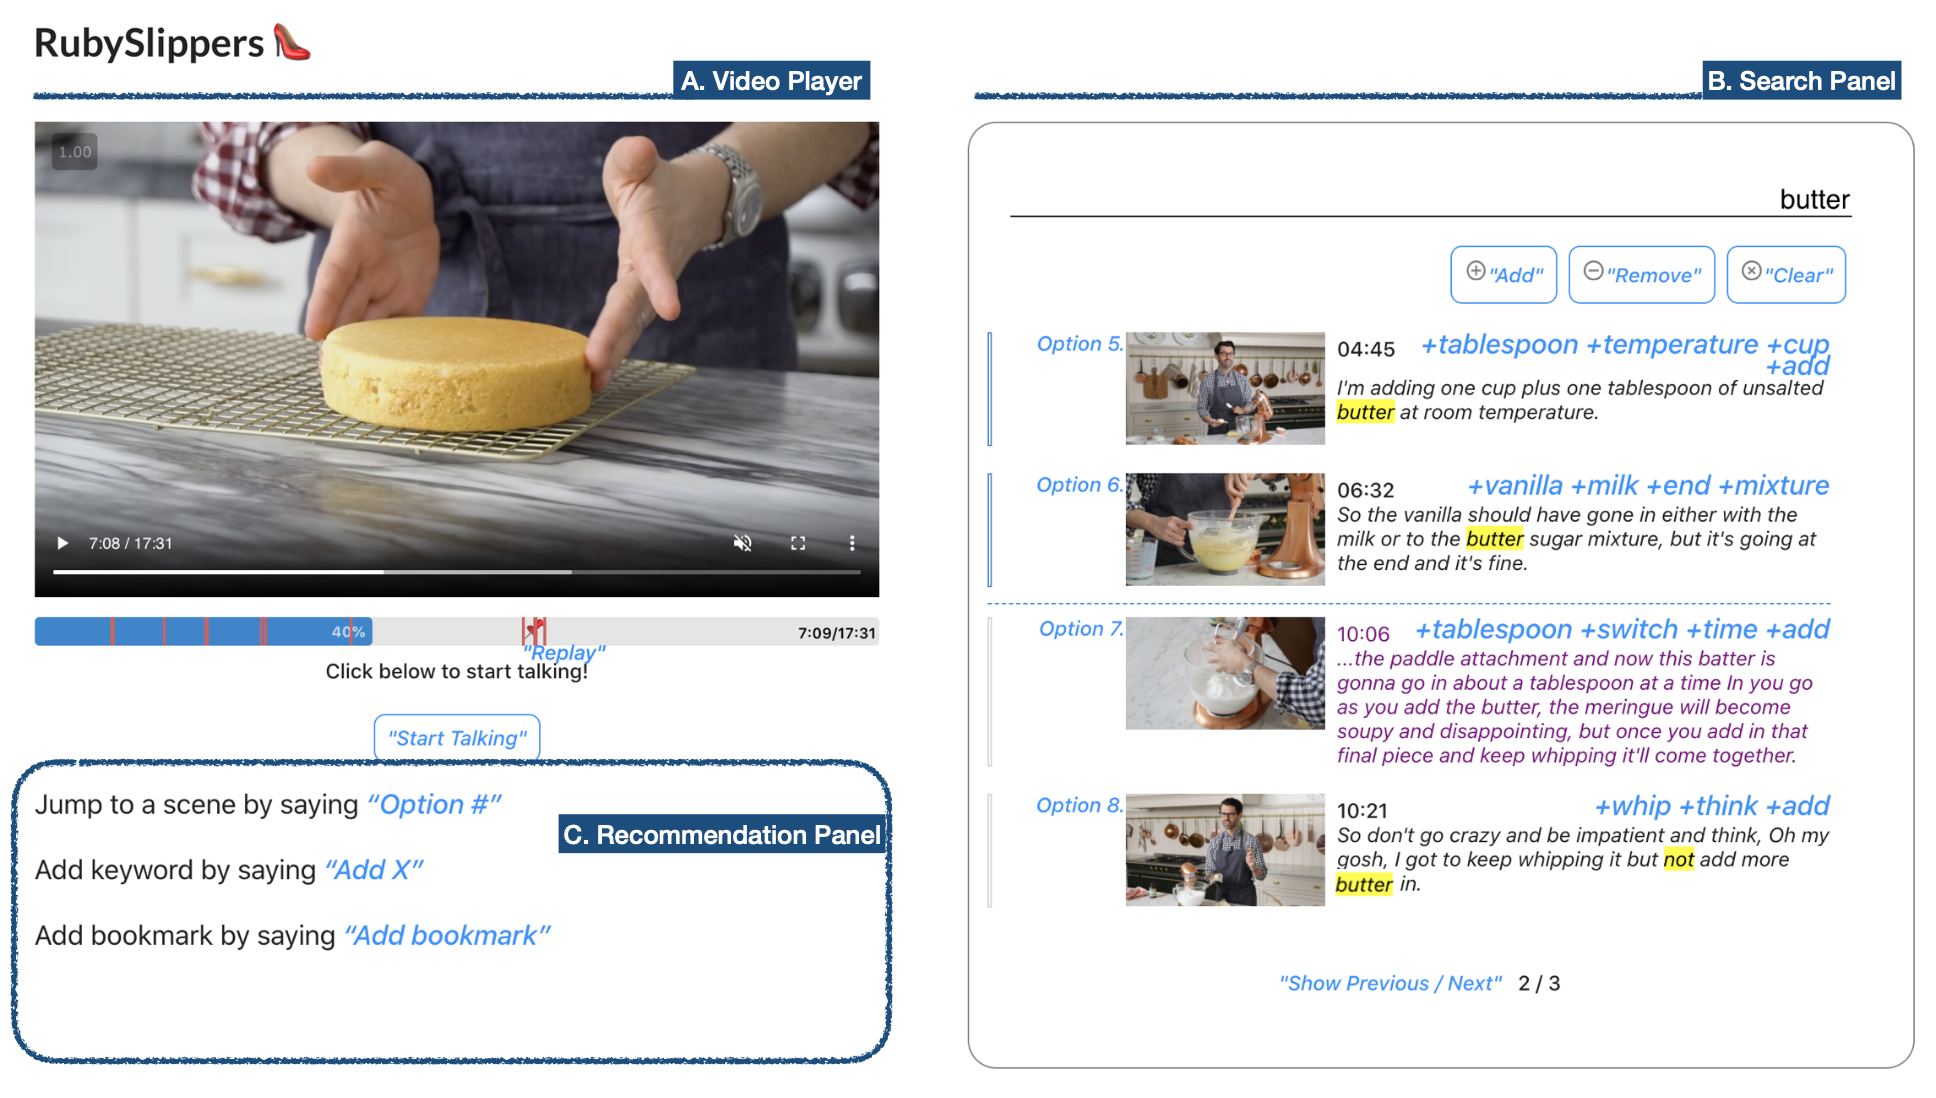 RubySlippers
A. Video Player
1.00
7:08 / 17:31
40%
7:09/17:31
"Replay"
Click below to start talking!
"Start Talking"
C. Recommendation Panel
Jump to a scene by saying “Option #”
Add keyword by saying “Add X”
Add bookmark by saying “Add bookmark”
B. Search Panel
butter
"Add" "Remove" "Clear"
Option 5.
04:45 +tablespoon +temperature +cup
+add
I'm adding one cup plus one tablespoon of unsalted
butter at room temperature.
Option 6.
06:32 +vanilla +milk +end +mixture
So the vanilla should have gone in either with the
milk or to the butter sugar mixture, but it's going at
the end and it's fine.
Option 7.
10:06 +tablespoon +switch +time +add
...the paddle attachment and now this batter is
gonna go in about a tablespoon at a time In you go
as you add the butter, the meringue will become
soupy and disappointing, but once you add in that
final piece and keep whipping it'll come together.
Option 8.
10:21 +whip +think +add
So don't go crazy and be impatient and think, Oh my
gosh, I got to keep whipping it but not add more
butter in.
"Show Previous / Next" 2 / 3